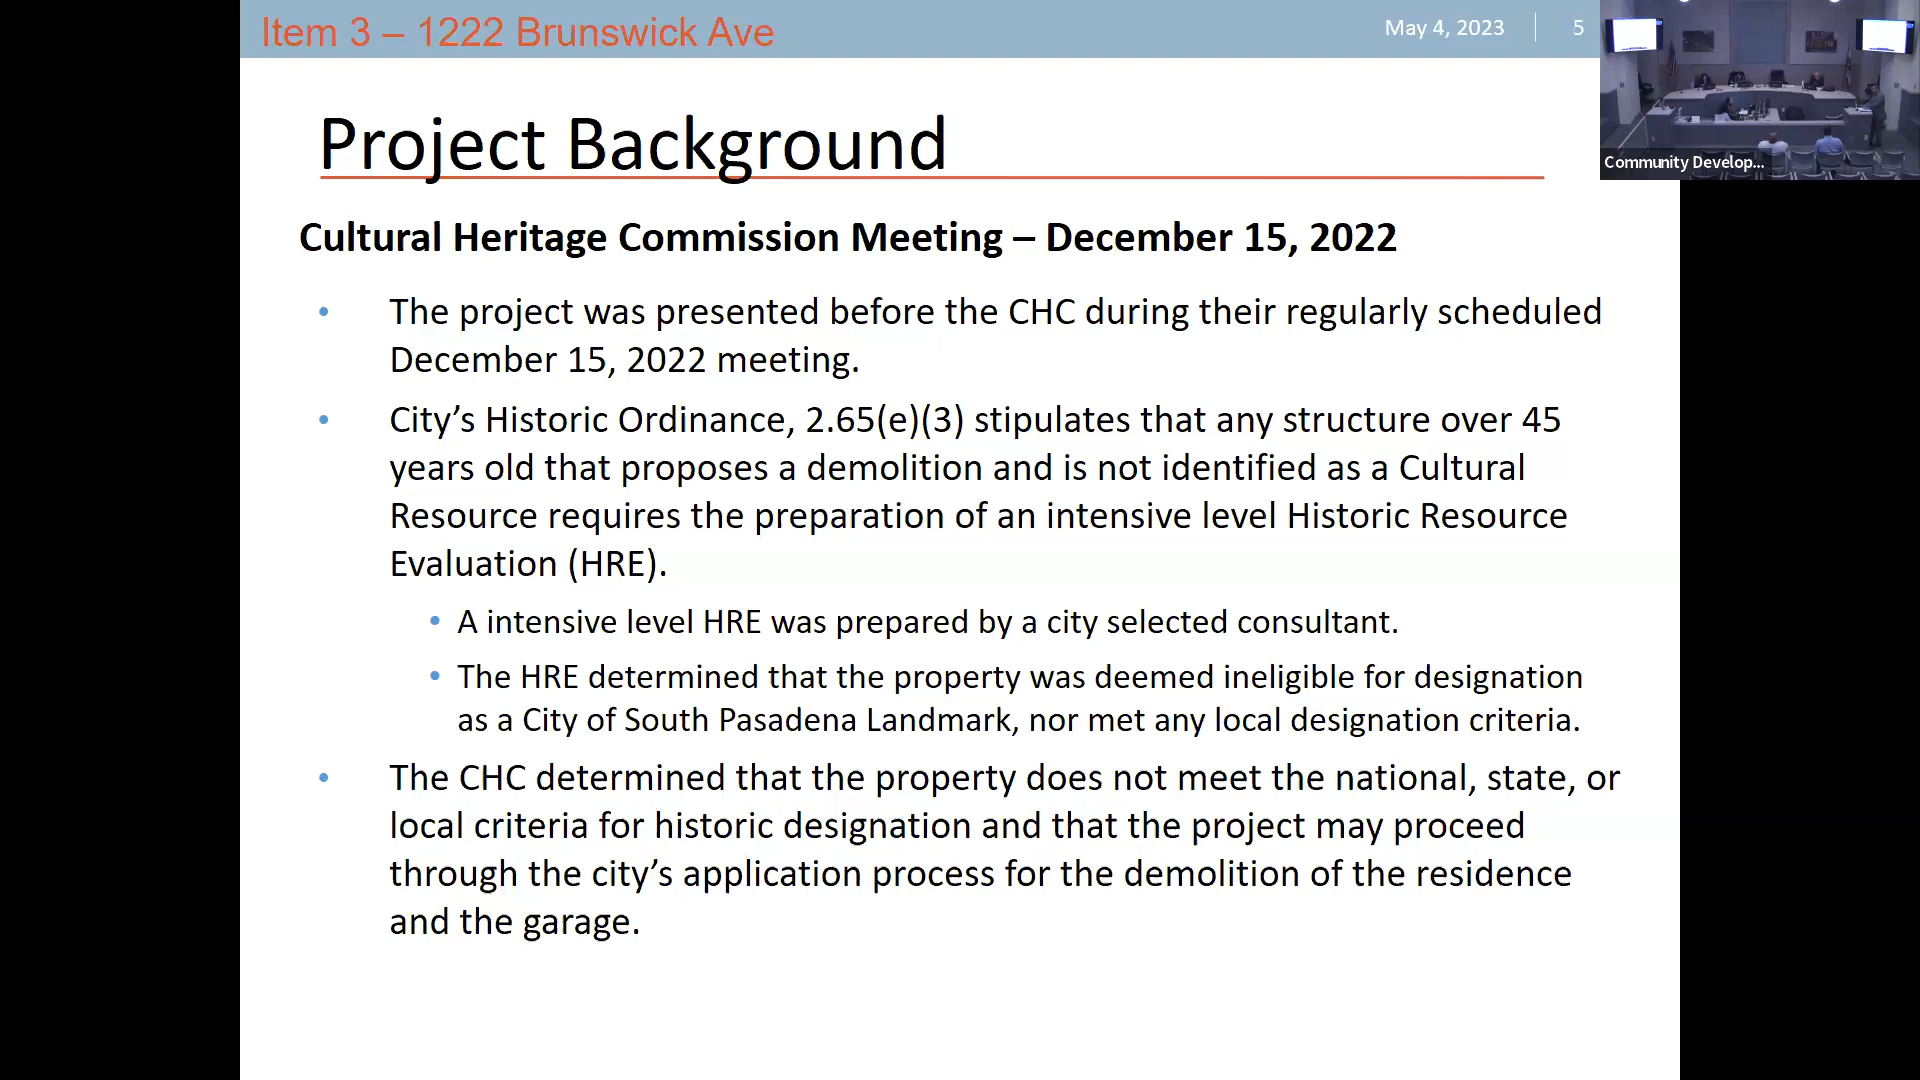 Item 3 – 1222 Brunswick Ave
May 4, 2023
5
Community Develop...
Project Background
Cultural Heritage Commission Meeting – December 15, 2022
• The project was presented before the CHC during their regularly scheduled
December 15, 2022 meeting.
• City’s Historic Ordinance, 2.65(e)(3) stipulates that any structure over 45
years old that proposes a demolition and is not identified as a Cultural
Resource requires the preparation of an intensive level Historic Resource
Evaluation (HRE).
• A intensive level HRE was prepared by a city selected consultant.
• The HRE determined that the property was deemed ineligible for designation
as a City of South Pasadena Landmark, nor met any local designation criteria.
• The CHC determined that the property does not meet the national, state, or
local criteria for historic designation and that the project may proceed
through the city’s application process for the demolition of the residence
and the garage.